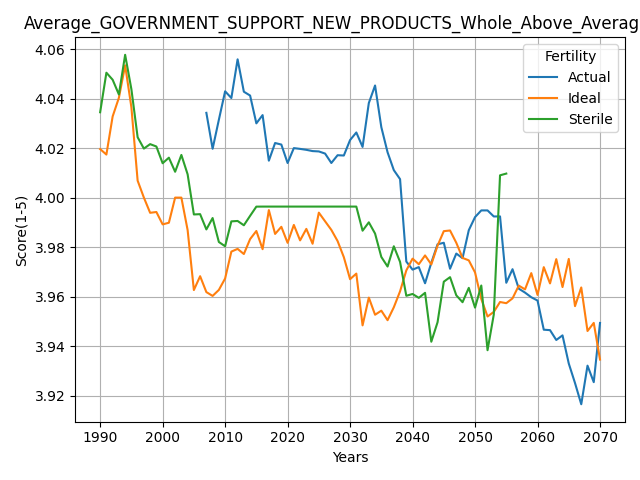 Average_GOVERNMENT_SUPPORT_NEW_PRODUCTS_Whole_Above_Averag
Fertility
Actual
Ideal
Sterile
Score(1-5)
4.06
4.04
4.02
4.00
3.98
3.96
3.94
3.92
1990 2000 2010 2020 2030 2040 2050 2060 2070
Years